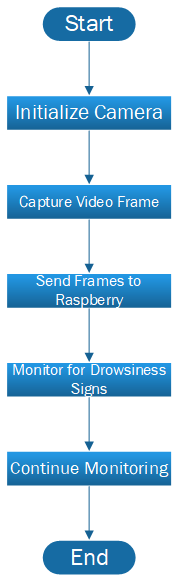 Start
Initialize Camera
Capture Video Frame
Send Frames to
Raspberry
Monitor for Drowsiness
Signs
Continue Monitoring
End